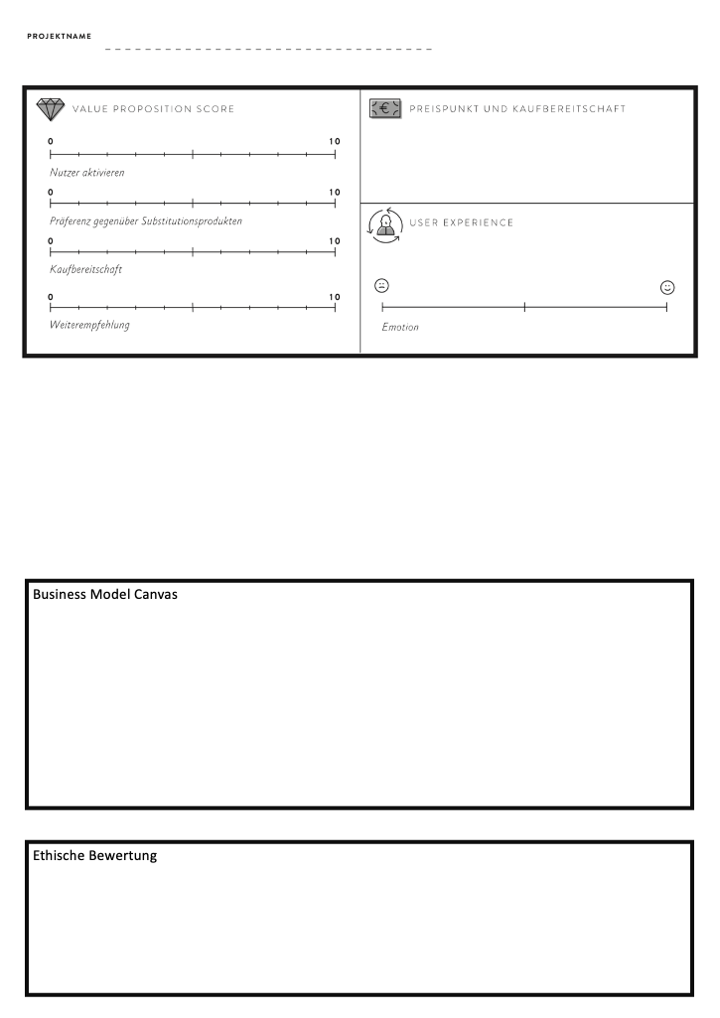 PROJEKTNAME
VALUE PROPOSITION SCORE
0 10
Nutzer aktivieren
0 10
Präferenz gegenüber Substitutionsprodukten
0 10
Kaufbereitschaft
0 10
Weiterempfehlung
€ PREISPUNKT UND KAUFBEREITSCHAFT
USER EXPERIENCE
Emotion
Business Model Canvas
Ethische Bewertung